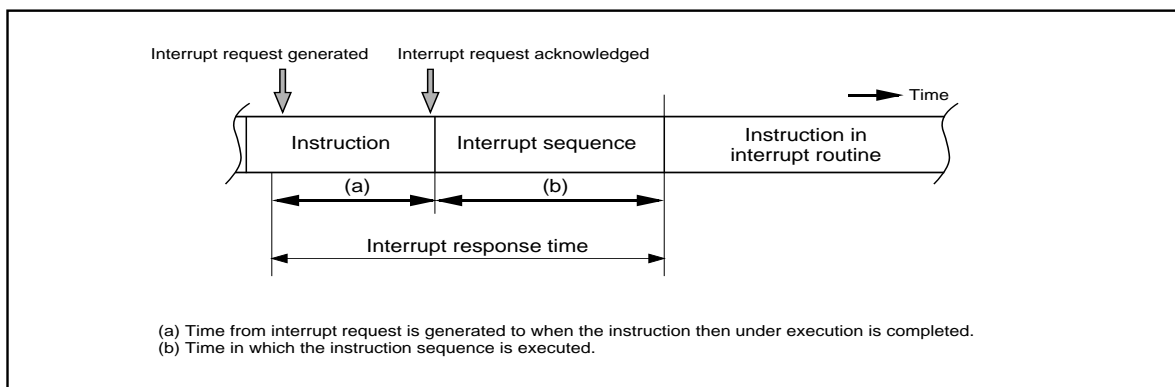 Interrupt request generated
Interrupt request acknowledged
Time
Instruction
Interrupt sequence
Instruction in
interrupt routine
(a)
(b)
Interrupt response time
(a) Time from interrupt request is generated to when the instruction then under execution is completed.
(b) Time in which the instruction sequence is executed.